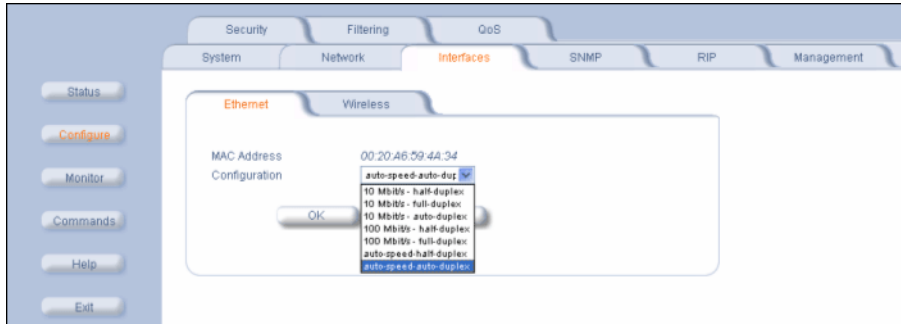 Security Filtering QoS
System Network Interfaces SNMP RIP Management
Status
Configure
Monitor
Commands
Help
Exit
Ethernet Wireless
MAC Address 00:20:A6:59:4A:34
Configuration auto-speed-auto-dup
10 Mbit/s - half-duplex
10 Mbit/s - full-duplex
10 Mbit/s - auto-duplex
100 Mbit/s - half-duplex
100 Mbit/s - full-duplex
auto-speed-half-duplex
auto-speed-auto-duplex
OK